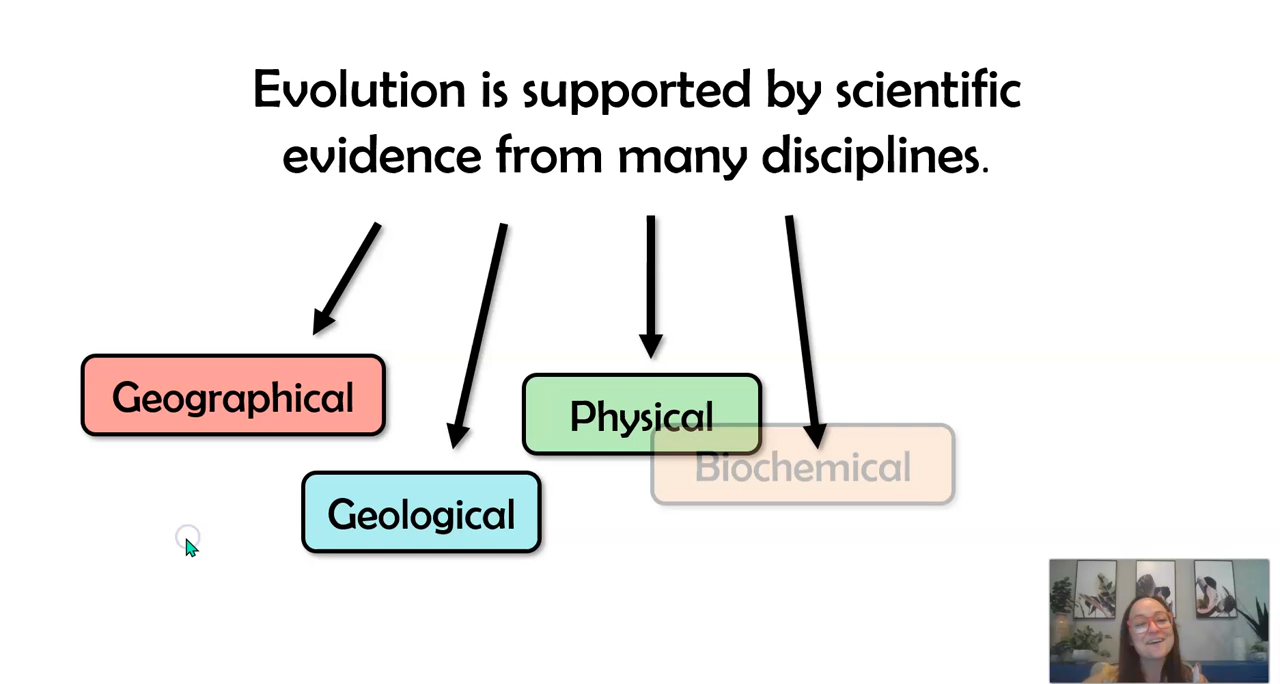 Evolution is supported by scientific
evidence from many disciplines.
Geographical
Geological
Physical
Biochemical